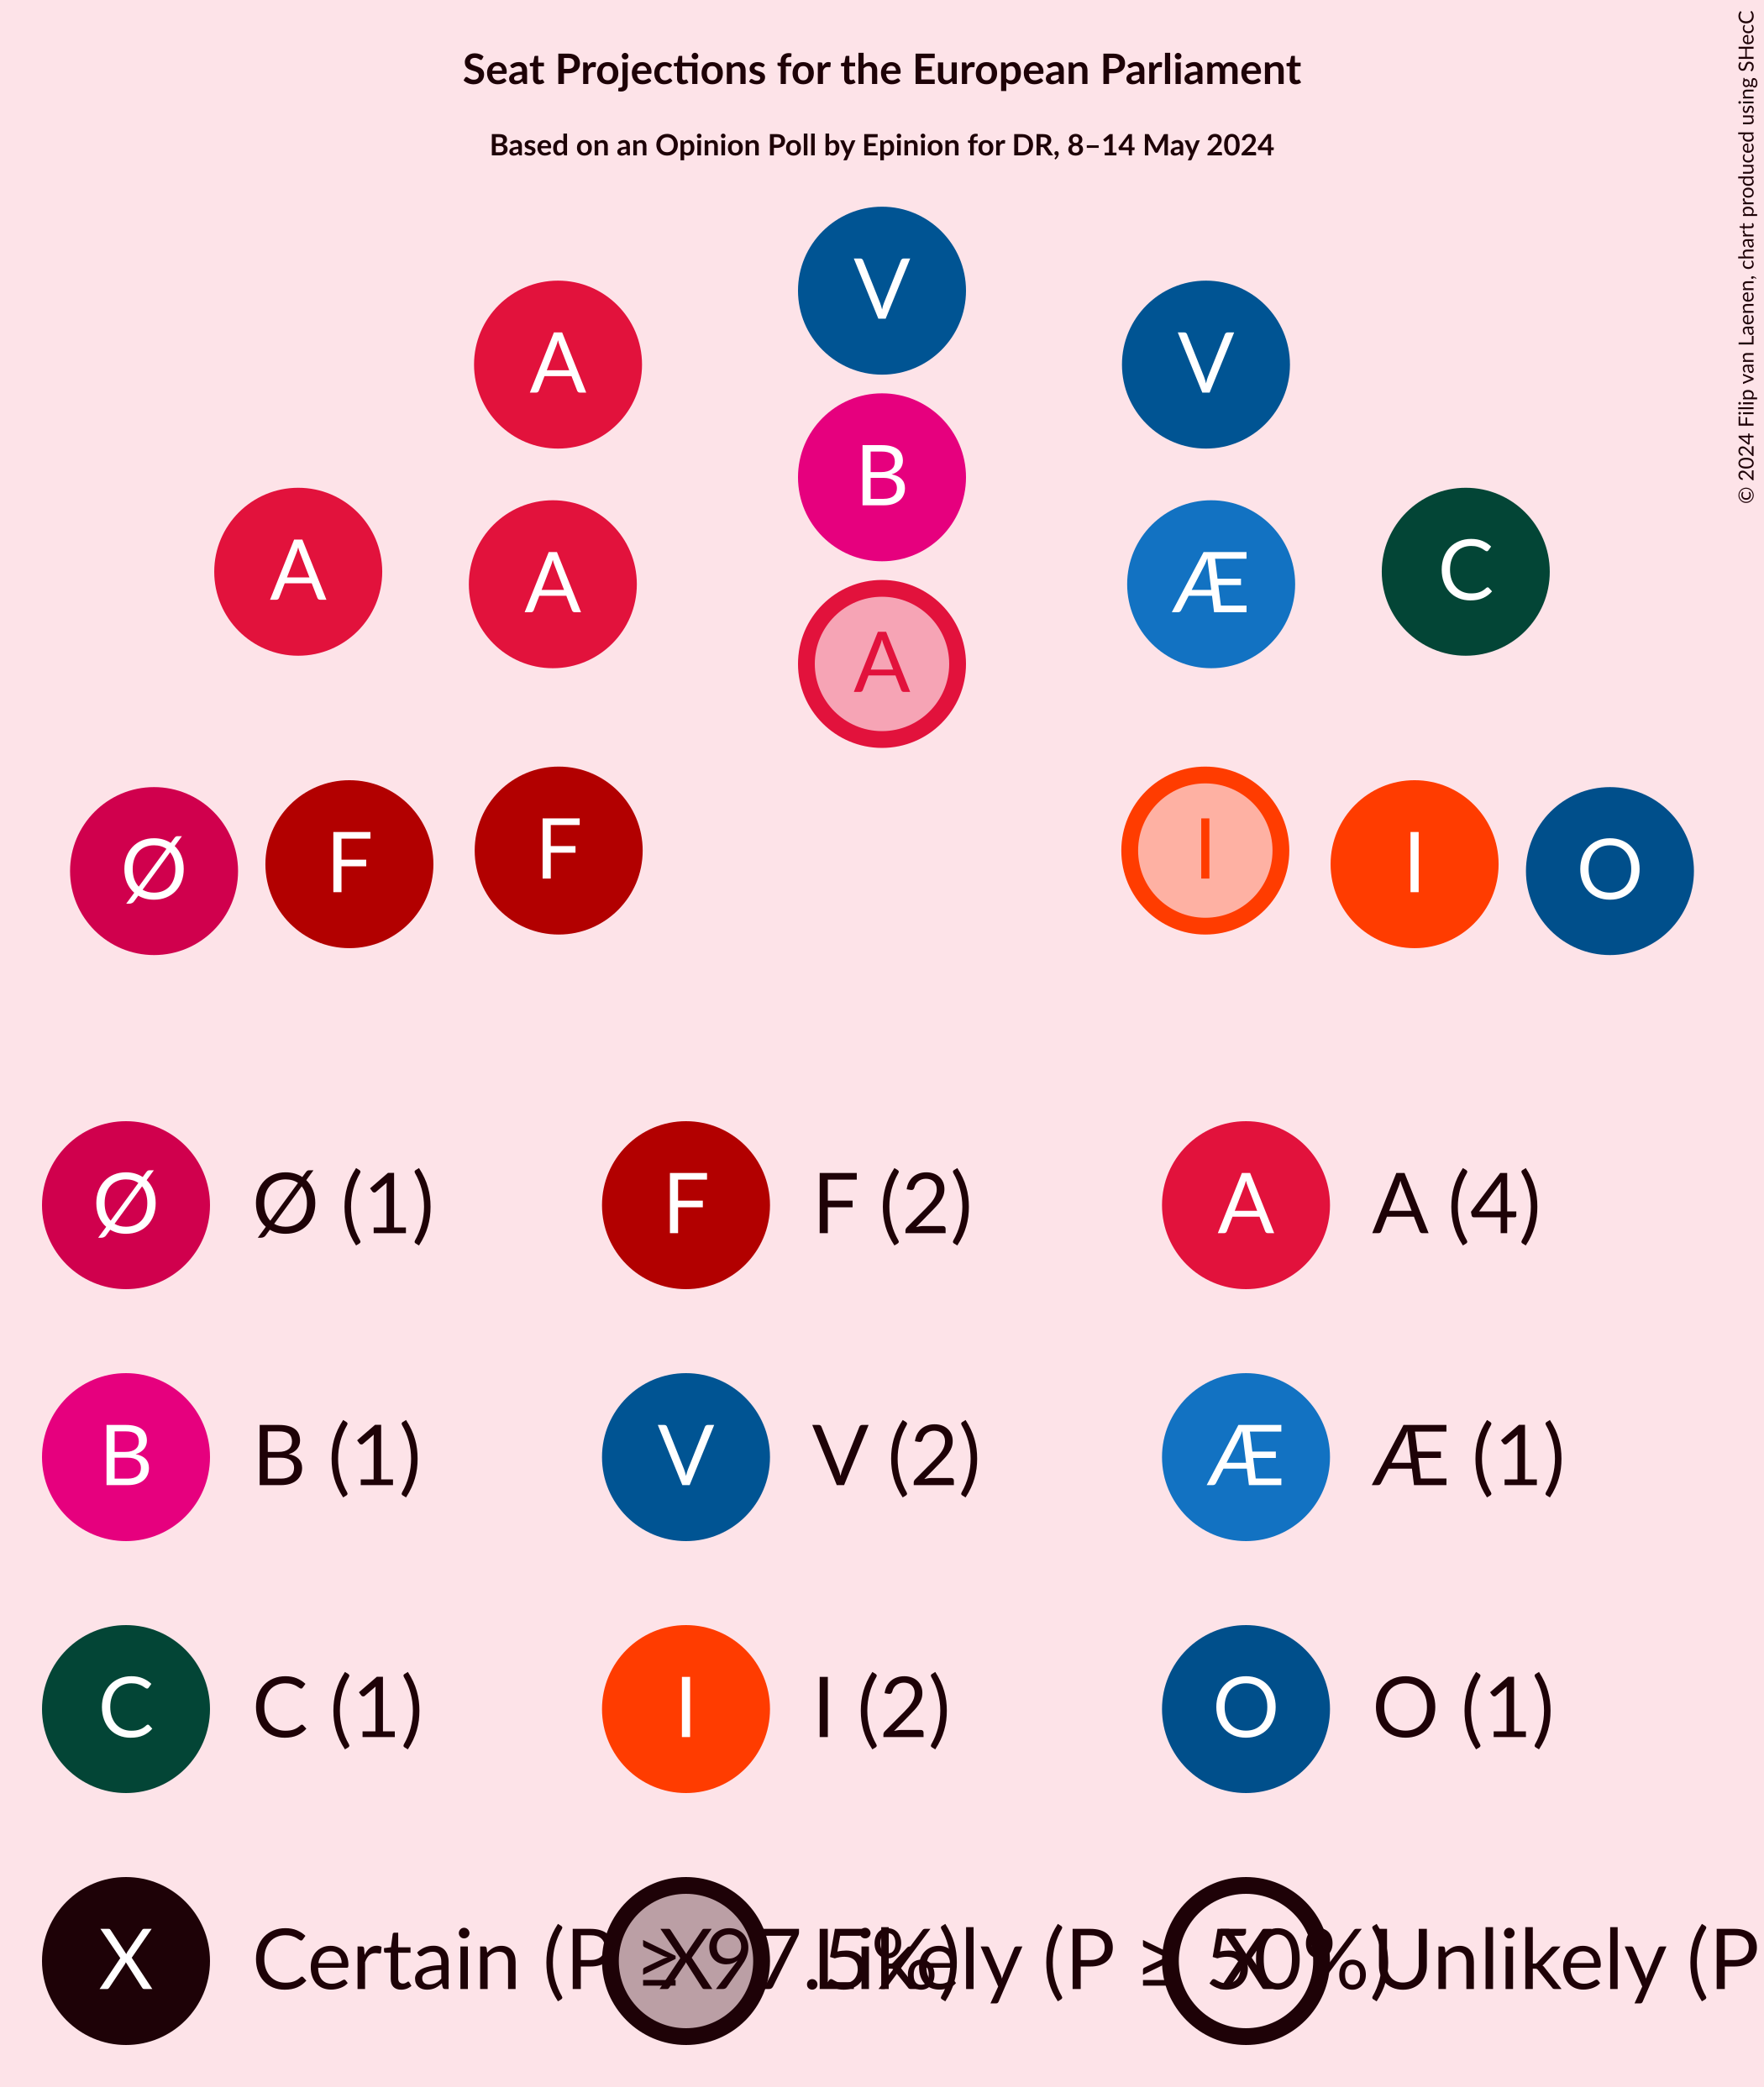 Seat Projections for the European Parliament
Based on an Opinion Poll by Epinion for DR, 8–14 May 2024
© 2024 Filip van Laenen, chart produced using SHecC
V
A V
B
A A Æ C
A
Ø F F I I O
Ø Ø (1) F F (2) A A (4)
B B (1) V V (2) Æ Æ (1)
C C (1) I I (2) O O (1)
X Certain (P ≥ 97.5%) X Likely (P ≥ 50%) X Unlikely (P